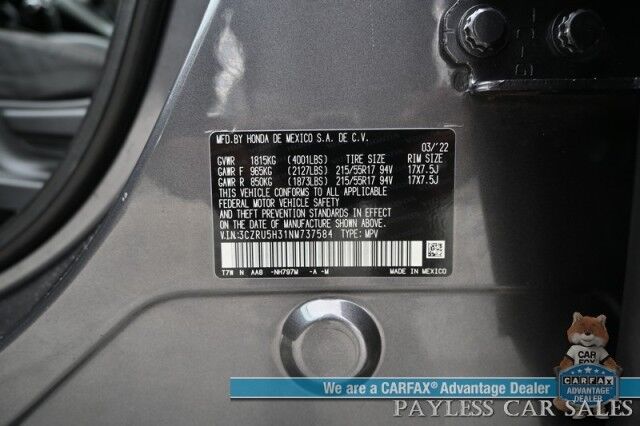 MFD.BY HONDA DE MEXICO S.A. DE C.V.
03/'22
GVWR 1815KG (4001LBS) TIRE SIZE RIM SIZE
GAWR F 965KG (2127LBS) 215/55R17 94V 17X7.5J
GAWR R 850KG (1873LBS) 215/55R17 94V 17X7.5J
THIS VEHICLE CONFORMS TO ALL APPLICABLE
FEDERAL MOTOR VEHICLE SAFETY
AND THEFT PREVENTION STANDARDS IN EFFECT
ON THE DATE OF MANUFACTURE SHOWN ABOVE.
V.I.N:3CZRU5H31NM737584 TYPE: MPV
T7W N AA8 -NH797M -A -M MADE IN MEXICO
CAR FOX
CARFAX
ADVANTAGE
DEALER
We are a CARFAX® Advantage Dealer
PAYLESS CAR SALES